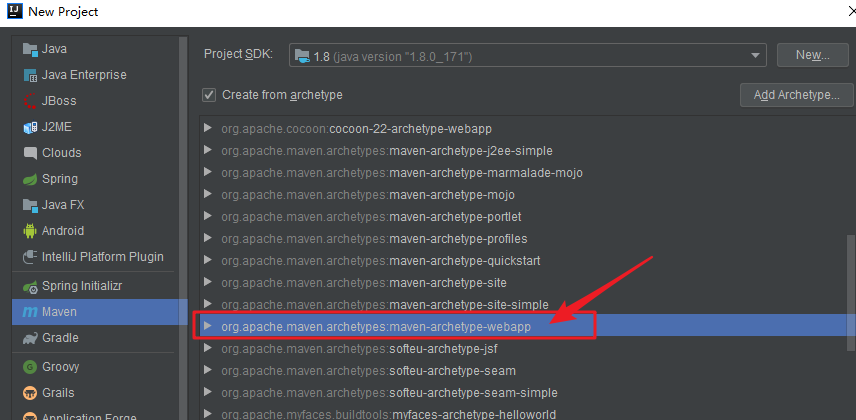 New Project
Java
Java Enterprise
JBoss
J2ME
Clouds
Spring
Java FX
Android
IntelliJ Platform Plugin
Spring Initializr
Maven
Gradle
Groovy
Grails
Application Forge
Project SDK:
1.8 (java version "1.8.0_171")
New...
Create from archetype
Add Archetype...
org.apache.cocoon:cocoon-22-archetype-webapp
org.apache.maven.archetypes:maven-archetype-j2ee-simple
org.apache.maven.archetypes:maven-archetype-marmalade-mojo
org.apache.maven.archetypes:maven-archetype-mojo
org.apache.maven.archetypes:maven-archetype-portlet
org.apache.maven.archetypes:maven-archetype-profiles
org.apache.maven.archetypes:maven-archetype-quickstart
org.apache.maven.archetypes:maven-archetype-site
org.apache.maven.archetypes:maven-archetype-site-simple
org.apache.maven.archetypes:maven-archetype-webapp
org.apache.maven.archetypes:softeu-archetype-jsf
org.apache.maven.archetypes:softeu-archetype-seam
org.apache.maven.archetypes:softeu-archetype-seam-simple
org.apache.myfaces.buildtools:myfaces-archetype-helloworld